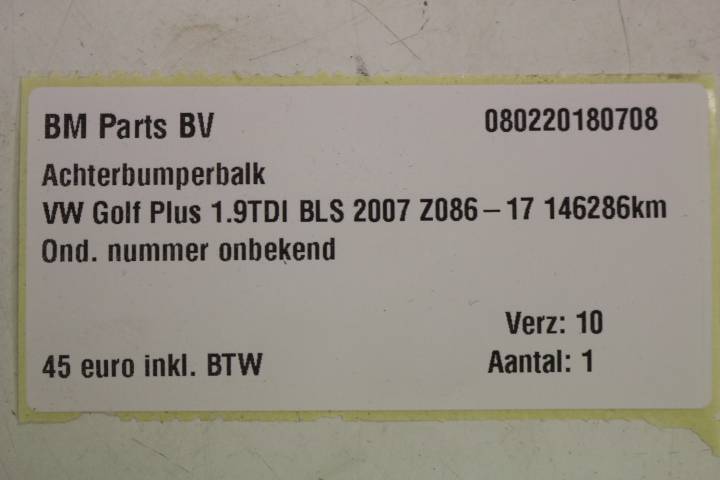 BM Parts BV 080220180708
Achterbumperbalk
VW Golf Plus 1.9TDI BLS 2007 Z086-17 146286km
Ond. nummer onbekend
Verz: 10
45 euro inkl. BTW Aantal: 1